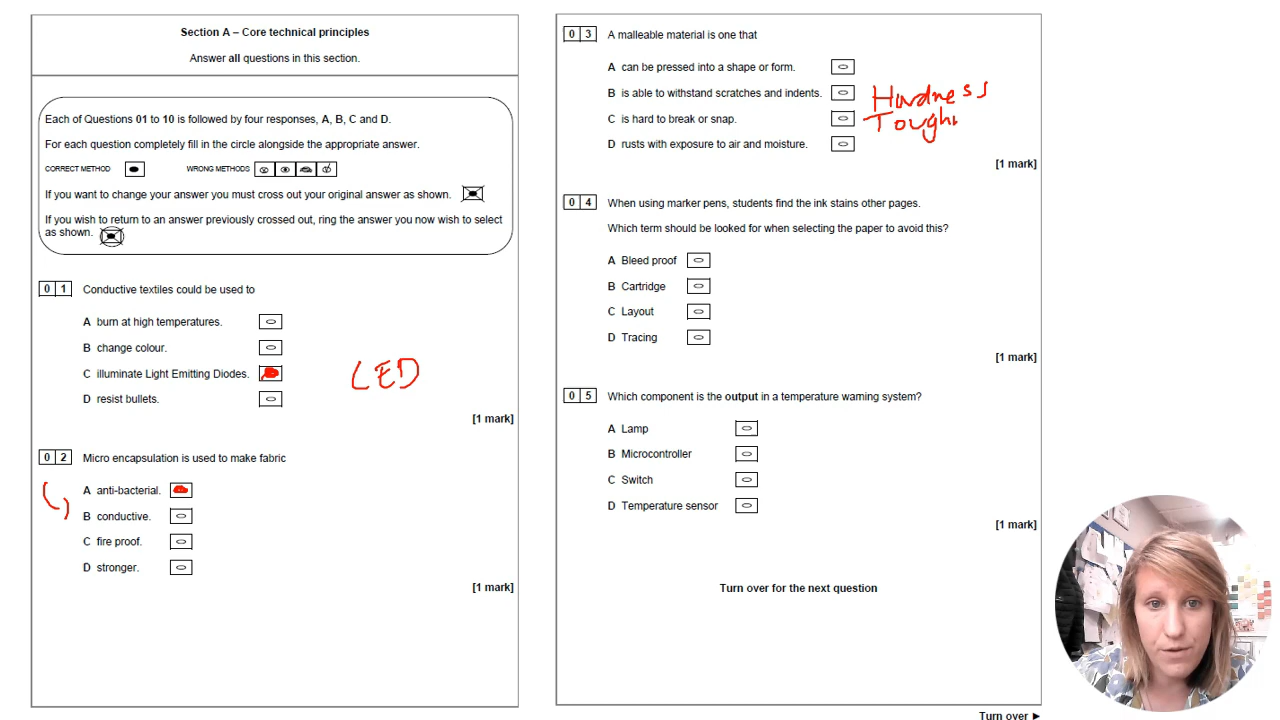 Section A – Core technical principles
Answer all questions in this section.
Each of Questions 01 to 10 is followed by four responses, A, B, C and D.
For each question completely fill in the circle alongside the appropriate answer.
CORRECT METHOD WRONG METHODS
If you want to change your answer you must cross out your original answer as shown.
If you wish to return to an answer previously crossed out, ring the answer you now wish to select
as shown.
0 1 Conductive textiles could be used to
A burn at high temperatures.
B change colour.
C illuminate Light Emitting Diodes.
LED
D resist bullets.
[1 mark]
0 2 Micro encapsulation is used to make fabric
A anti-bacterial.
B conductive.
C fire proof.
D stronger.
[1 mark]
0 3 A malleable material is one that
A can be pressed into a shape or form.
B is able to withstand scratches and indents. Hardness
C is hard to break or snap. Tough
D rusts with exposure to air and moisture.
[1 mark]
0 4 When using marker pens, students find the ink stains other pages.
Which term should be looked for when selecting the paper to avoid this?
A Bleed proof
B Cartridge
C Layout
D Tracing
[1 mark]
0 5 Which component is the output in a temperature warning system?
A Lamp
B Microcontroller
C Switch
D Temperature sensor
[1 mark]
Turn over for the next question
Turn over ►